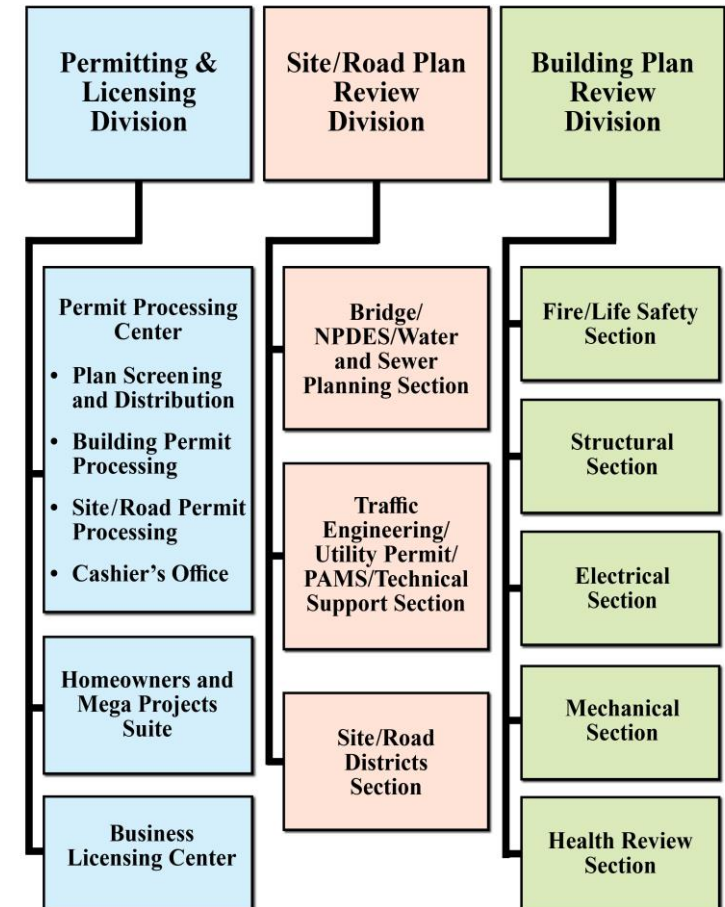 Permitting &
Licensing
Division
Permit Processing
Center
• Plan Screening
and Distribution
• Building Permit
Processing
• Site/Road Permit
Processing
• Cashier's Office
Homeowners and
Mega Projects
Suite
Business
Licensing Center
Site/Road Plan
Review
Division
Bridge/
NPDES/Water
and Sewer
Planning Section
Traffic
Engineering/
Utility Permit/
PAMS/Technical
Support Section
Site/Road
Districts
Section
Building Plan
Review
Division
Fire/Life Safety
Section
Structural
Section
Electrical
Section
Mechanical
Section
Health Review
Section